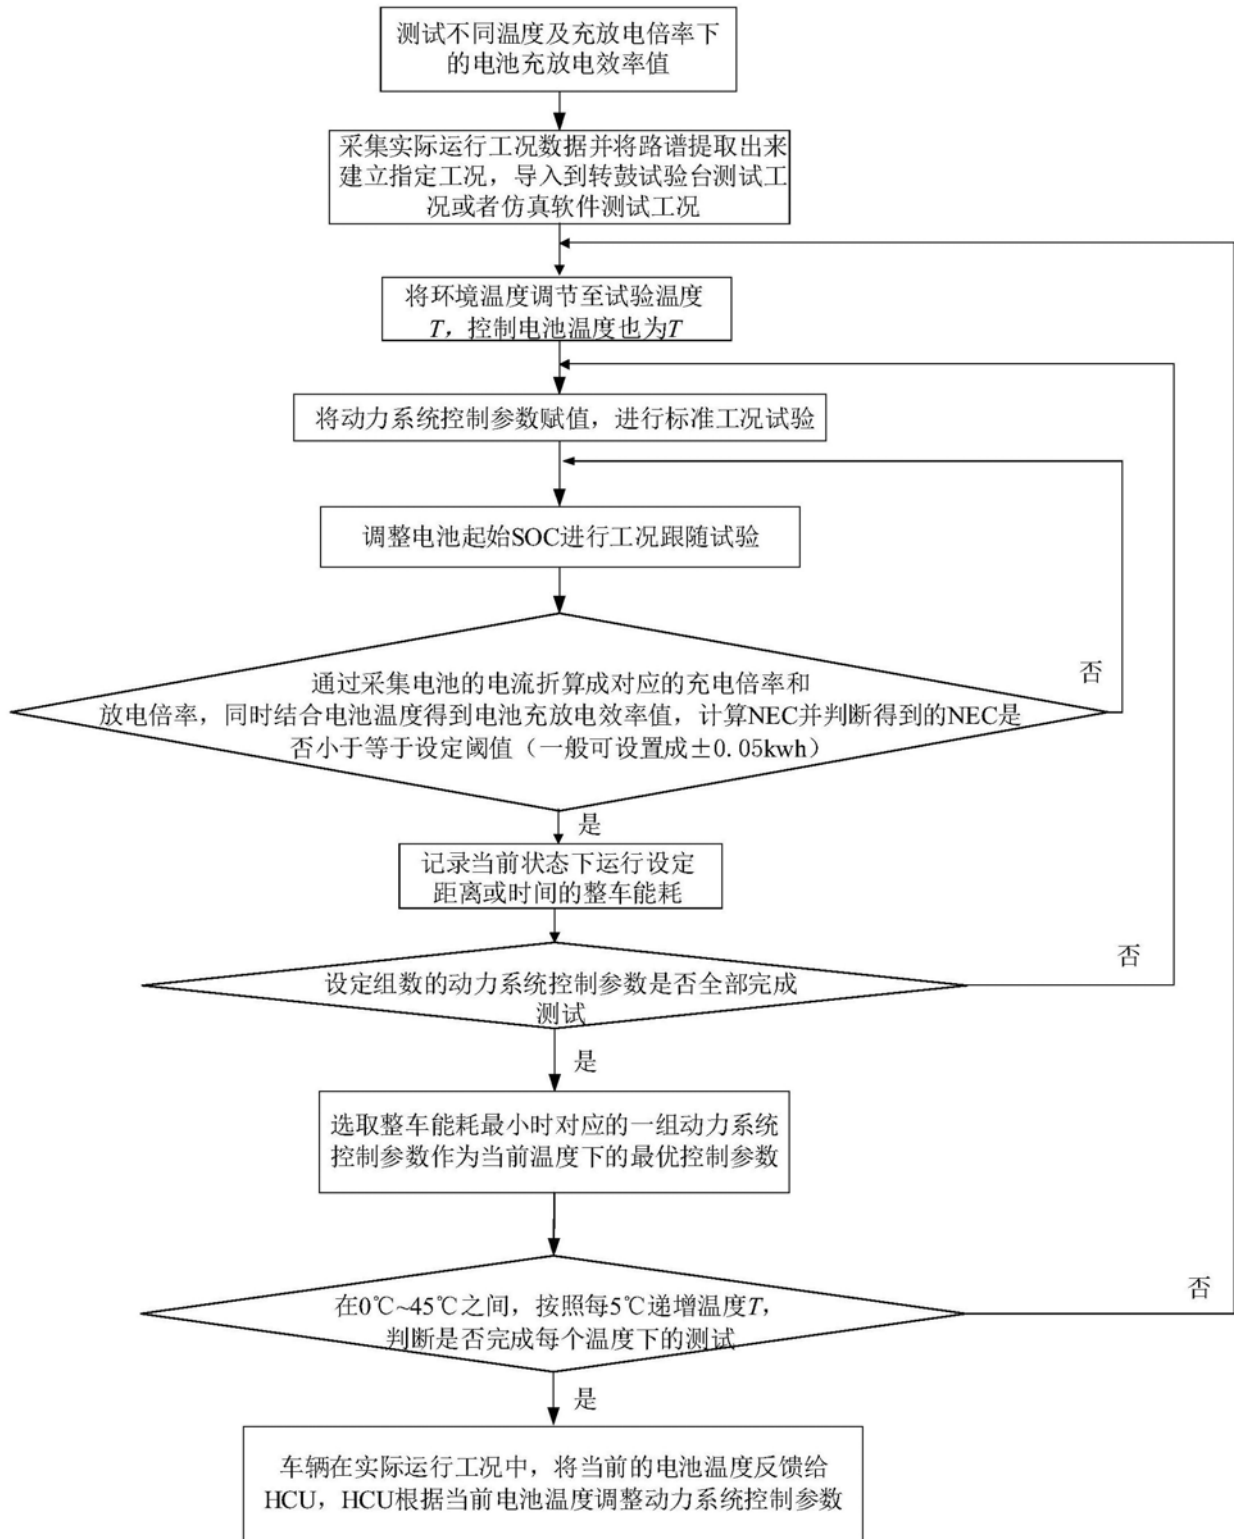 测试不同温度及充放电倍率下
的电池充放电效率值
采集实际运行工况数据并将路谱提取出来
建立指定工况，导入到转鼓试验台测试工
况或者仿真软件测试工况
将环境温度调节至试验温度
T，控制电池温度也为T
将动力系统控制参数赋值，进行标准工况试验
调整电池起始SOC进行工况跟随试验
通过采集电池的电流折算成对应的充电倍率和
放电倍率，同时结合电池温度得到电池充放电效率值，计算NEC并判断得到的NEC是
否小于等于设定阈值（一般可设置成±0.05kwh）
否
是
记录当前状态下运行设定
距离或时间的整车能耗
设定组数的动力系统控制参数是否全部完成
测试
否
是
选取整车能耗最小时对应的一组动力系统
控制参数作为当前温度下的最优控制参数
在0℃~45℃之间，按照每5℃递增温度T，
判断是否完成每个温度下的测试
否
是
车辆在实际运行工况中，将当前的电池温度反馈给
HCU，HCU根据当前电池温度调整动力系统控制参数